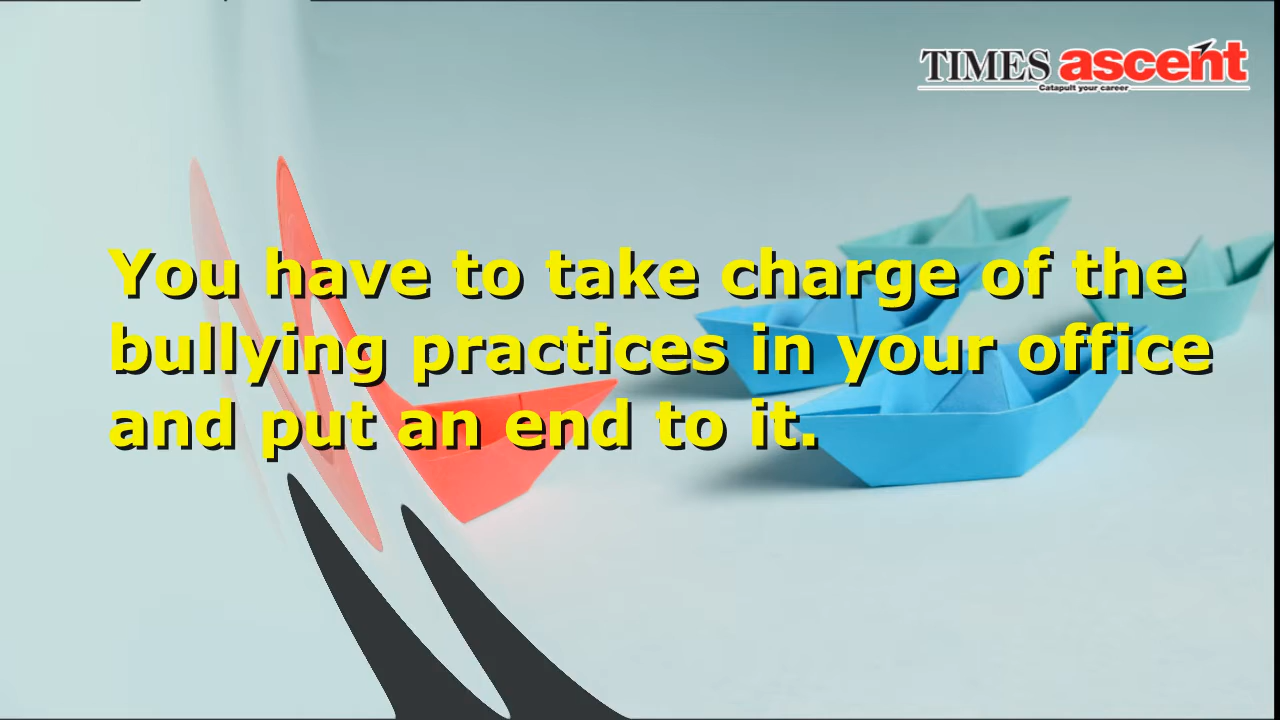 TIMES ascent
Catapult your career
You have to take charge of the
bullying practices in your office
and put an end to it.